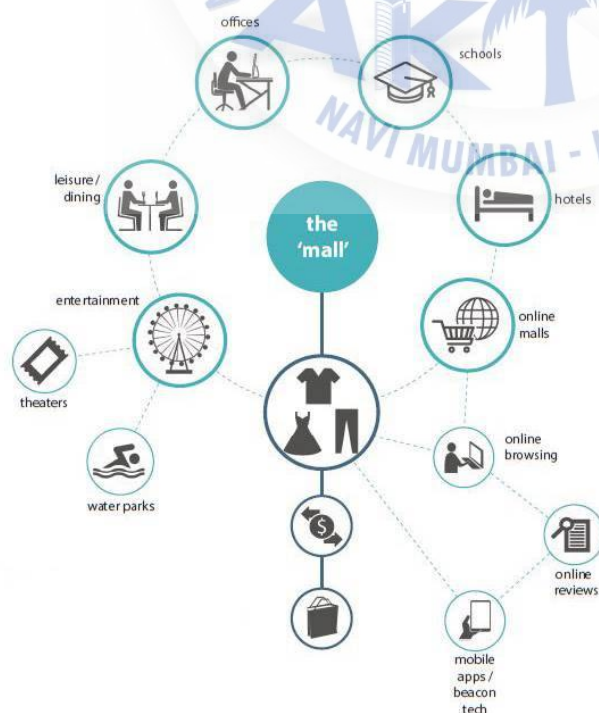 offices
schools
AKT
NAVI MUMBAI -
leisure /
dining
hotels
the
'mall'
entertainment
online
malls
theaters
online
browsing
water parks
$
online
reviews
mobile
apps /
beacon
tech